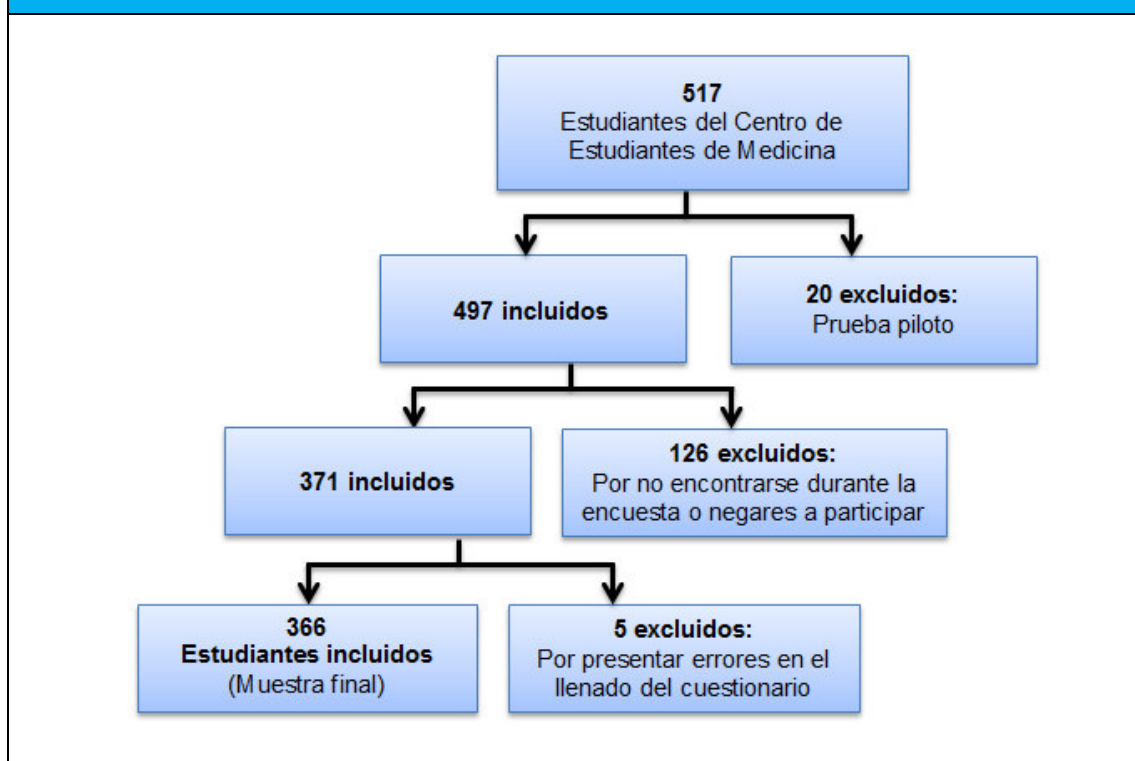 517
Estudiantes del Centro de
Estudiantes de Medicina
497 incluidos
20 excluidos:
Prueba piloto
371 incluidos
126 excluidos:
Por no encontrarse durante la
encuesta o negares a participar
366
Estudiantes incluidos
(Muestra final)
5 excluidos:
Por presentar errores en el
llenado del cuestionario